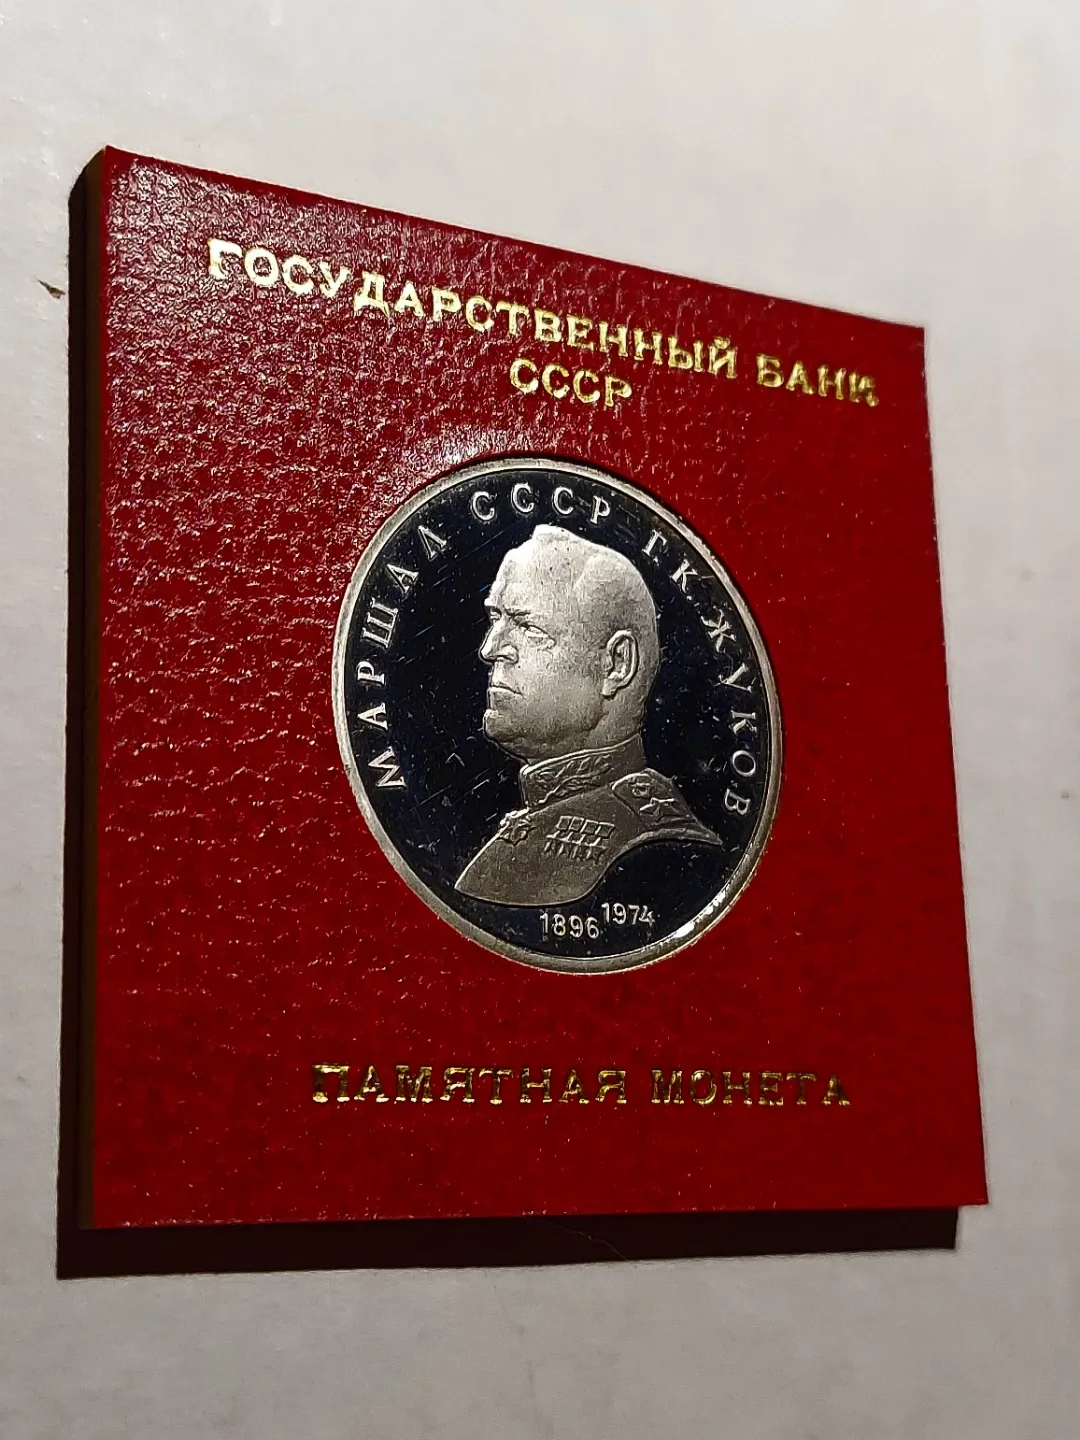 ГОСУДАРСТВЕННЫЙ БАНК
СССР
МАРШАЛ СССР Г.К.ЖУКОВ
1896 1974
ПАМЯТНАЯ МОНЕТА